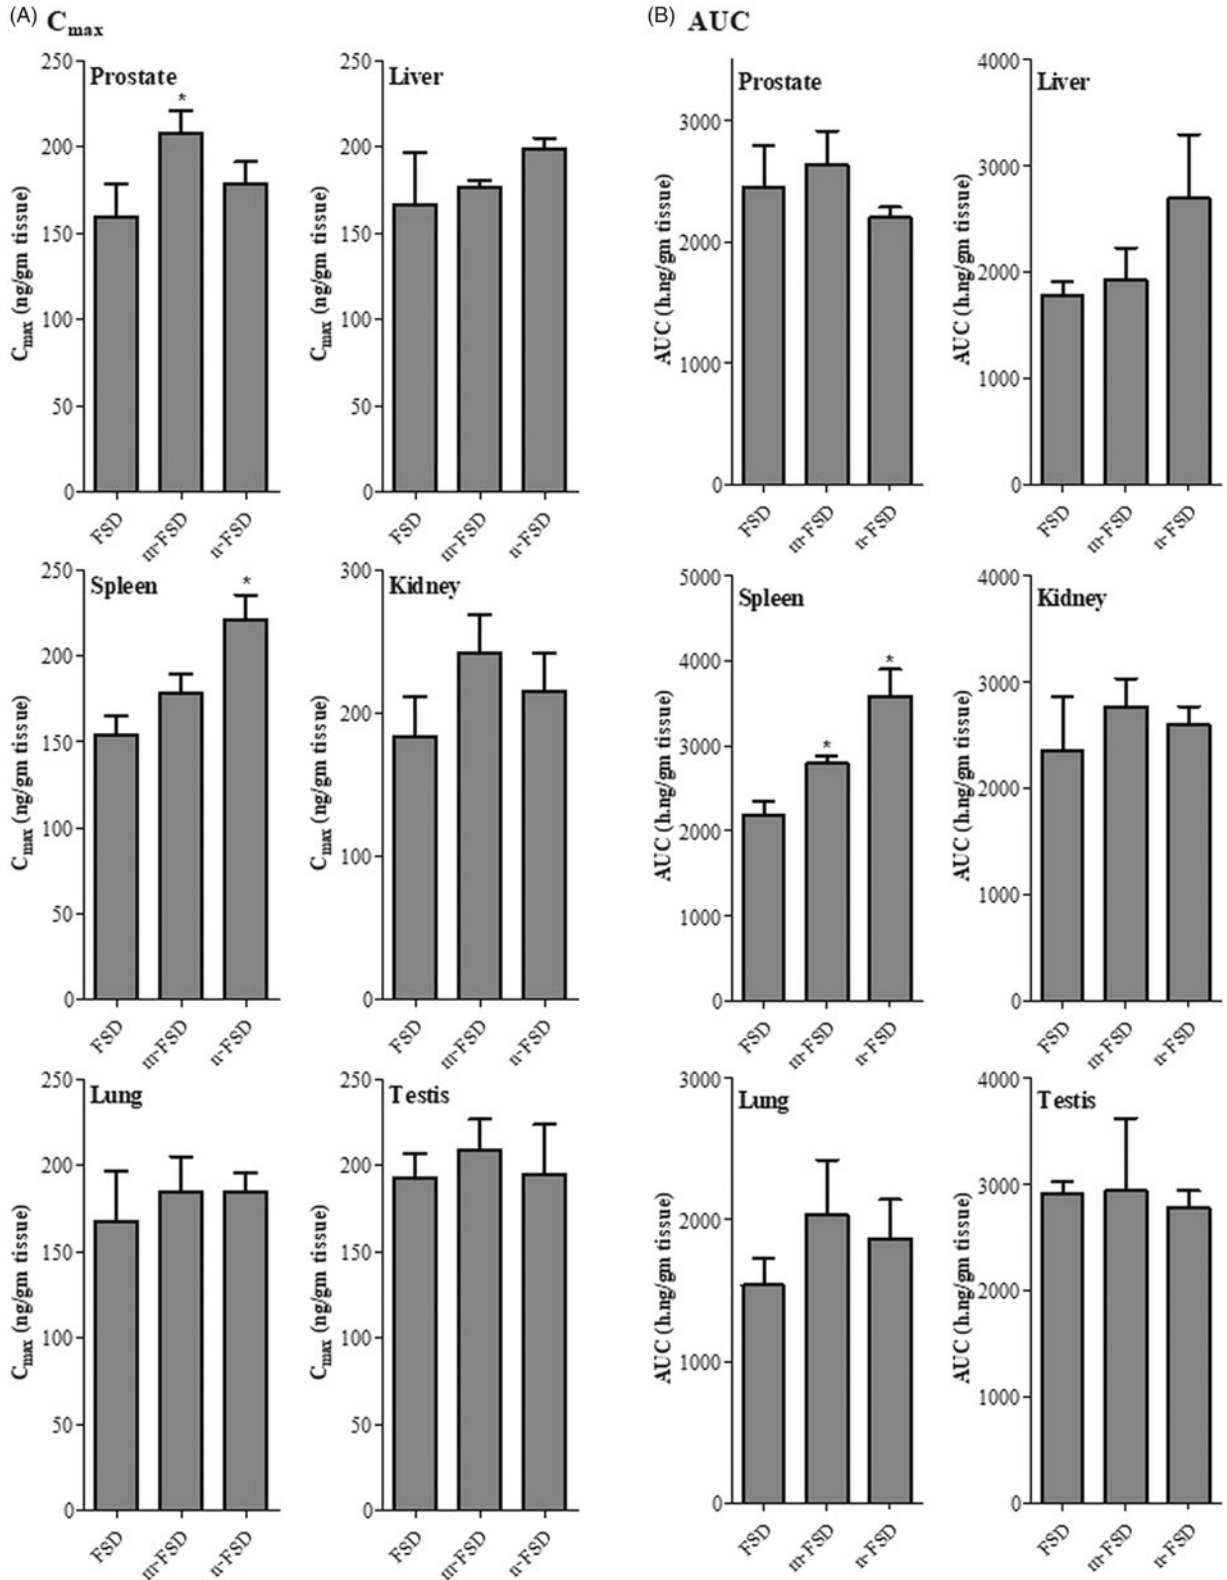 (A) Cmax
250
200
150
100
50
0
Cmax (ng/gm tissue)
Prostate
*
FSD
m-FSD
n-FSD
250
200
150
100
50
0
Cmax (ng/gm tissue)
Liver
FSD
m-FSD
n-FSD
250
200
150
100
50
0
Cmax (ng/gm tissue)
Spleen
*
FSD
m-FSD
n-FSD
300
200
100
0
Cmax (ng/gm tissue)
Kidney
FSD
m-FSD
n-FSD
250
200
150
100
50
0
Cmax (ng/gm tissue)
Lung
FSD
m-FSD
n-FSD
250
200
150
100
50
0
Cmax (ng/gm tissue)
Testis
FSD
m-FSD
n-FSD
(B) AUC
3000
2000
1000
0
AUC (h.ng/gm tissue)
Prostate
FSD
m-FSD
n-FSD
4000
3000
2000
1000
0
AUC (h.ng/gm tissue)
Liver
FSD
m-FSD
n-FSD
5000
4000
3000
2000
1000
0
AUC (h.ng/gm tissue)
Spleen
*
*
FSD
m-FSD
n-FSD
4000
3000
2000
1000
0
AUC (h.ng/gm tissue)
Kidney
FSD
m-FSD
n-FSD
3000
2000
1000
0
AUC (h.ng/gm tissue)
Lung
FSD
m-FSD
n-FSD
4000
3000
2000
1000
0
AUC (h.ng/gm tissue)
Testis
FSD
m-FSD
n-FSD